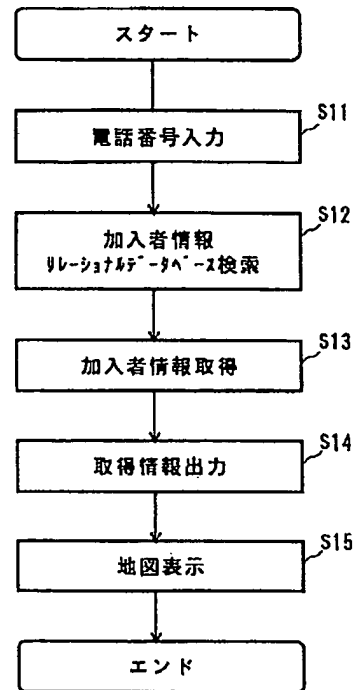 スタート
電話番号入力
S11
加入者情報
ﾘﾚｰｼｮﾅﾙﾃﾞｰﾀﾍﾞｰｽ検索
S12
加入者情報取得
S13
取得情報出力
S14
地図表示
S15
エンド